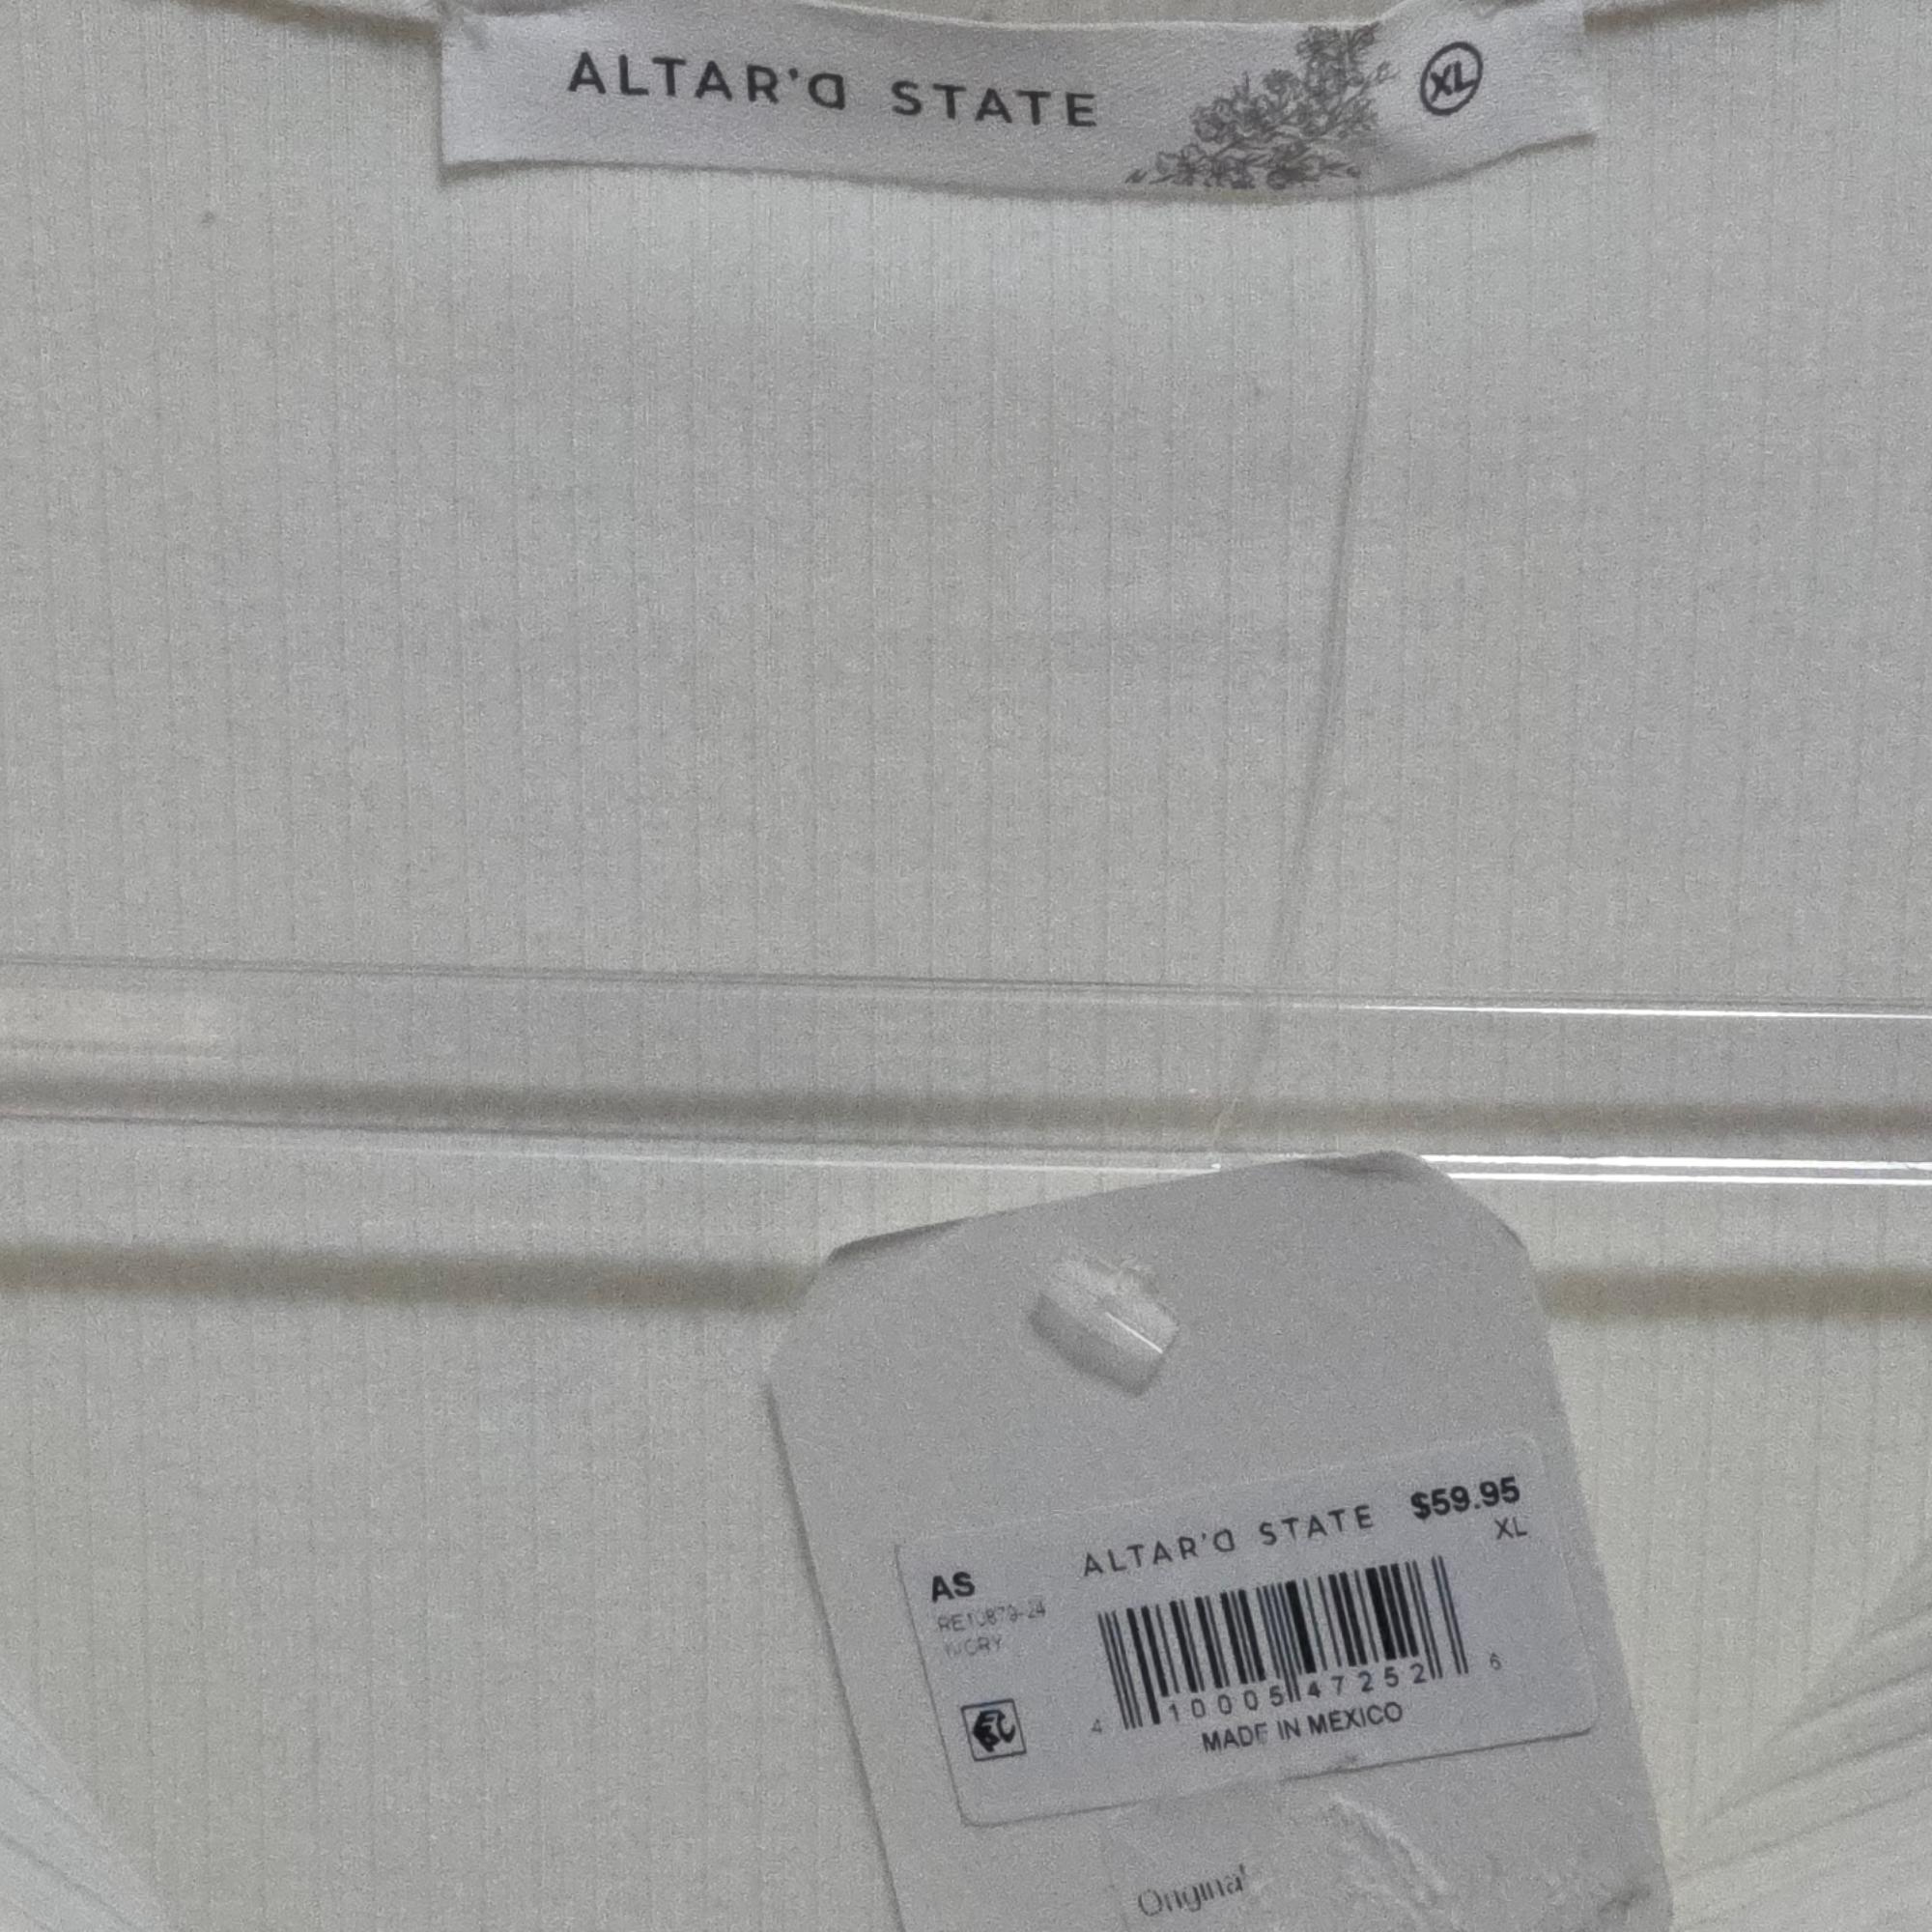 ALTAR'D STATE XL
ALTAR'D STATE $59.95
XL
AS
RE10879-24
IVORY
4 10005 47252 6
MADE IN MEXICO
Original